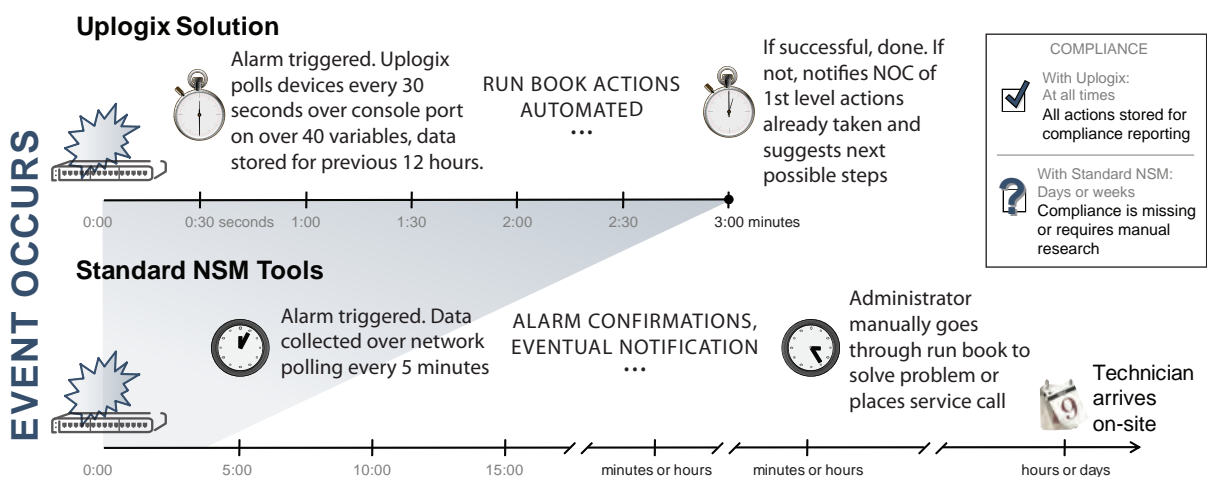 EVENT OCCURS
Uplogix Solution
Alarm triggered. Uplogix
polls devices every 30
seconds over console port
on over 40 variables, data
stored for previous 12 hours.
RUN BOOK ACTIONS
AUTOMATED
...
If successful, done. If
not, notifies NOC of
1st level actions
already taken and
suggests next
possible steps
0:00
0:30 seconds
1:00
1:30
2:00
2:30
3:00 minutes
COMPLIANCE
With Uplogix:
At all times
All actions stored for
compliance reporting
?
With Standard NSM:
Days or weeks
Compliance is missing
or requires manual
research
Standard NSM Tools
Alarm triggered. Data
collected over network
polling every 5 minutes
ALARM CONFIRMATIONS,
EVENTUAL NOTIFICATION
...
Administrator
manually goes
through run book to
solve problem or
places service call
9
Technician
arrives
on-site
0:00
5:00
10:00
15:00
minutes or hours
minutes or hours
hours or days